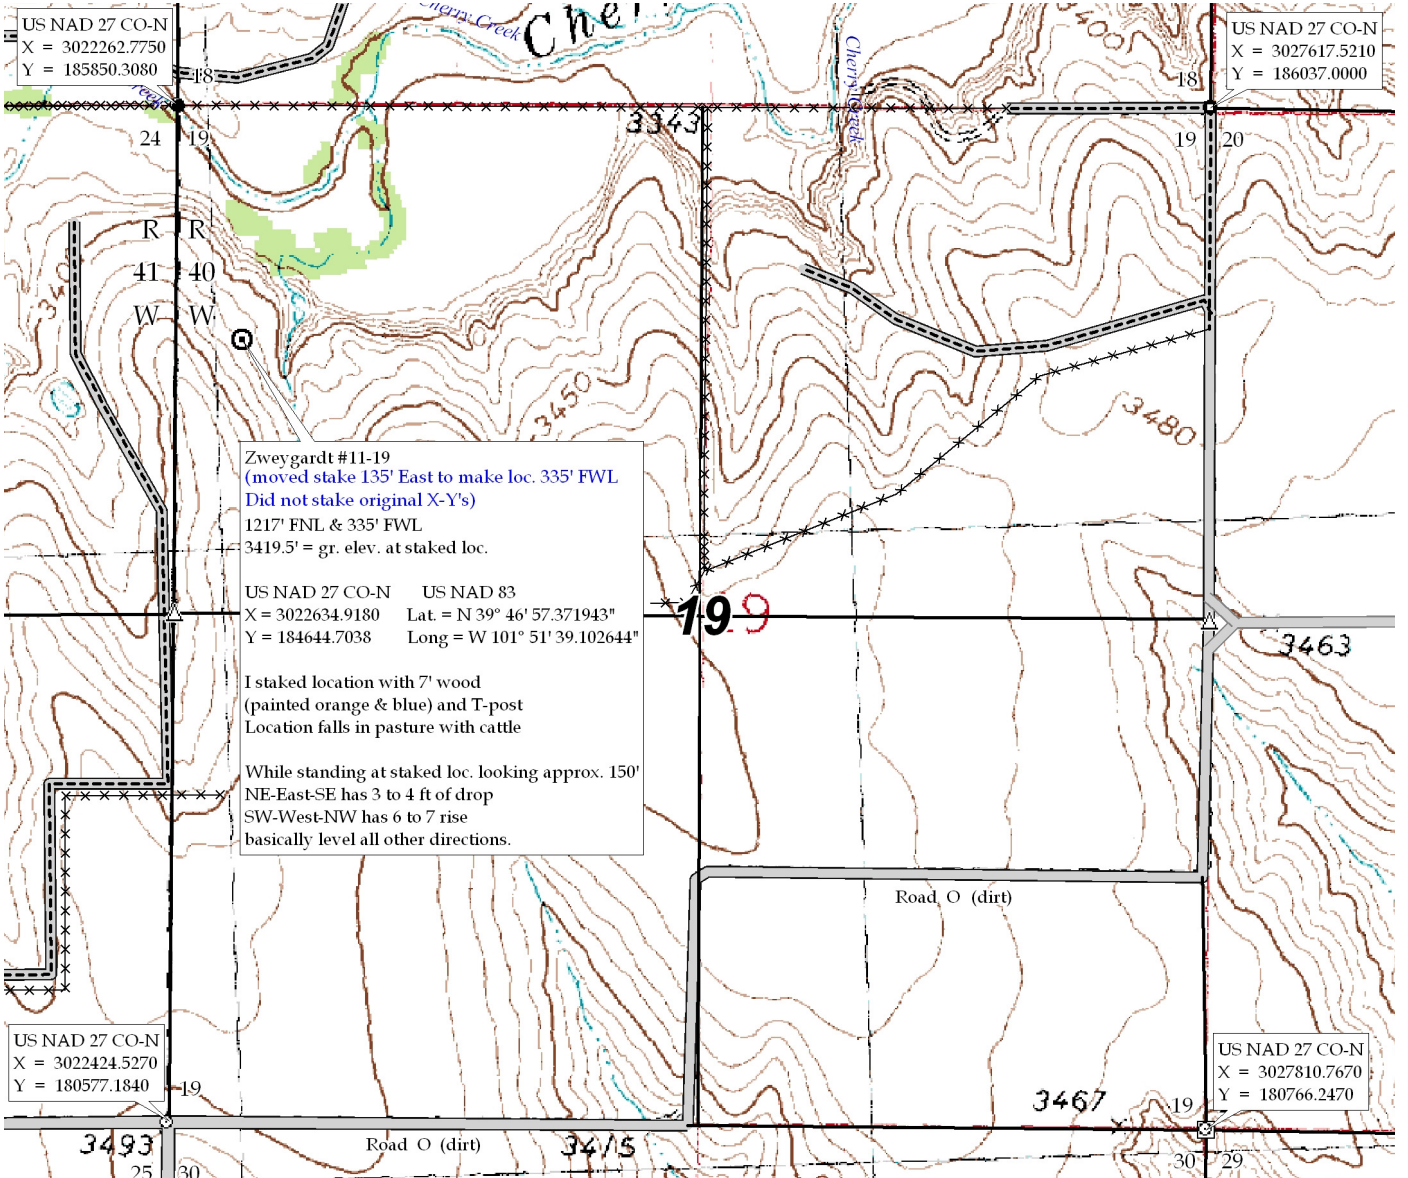 US NAD 27 CO-N
X = 3022262.7750
Y = 185850.3080
Cherry Creek
Cher
Cherry Creek
3400
US NAD 27 CO-N
X = 3027617.5210
Y = 186037.0000
18
18
24 19
3343
19 20
R R
41 40
W W
3450
3480
Zweygardt #11-19
(moved stake 135' East to make loc. 335' FWL
Did not stake original X-Y's)
1217' FNL & 335' FWL
3419.5' = gr. elev. at staked loc.
US NAD 27 CO-N US NAD 83
X = 3022634.9180 Lat. = N 39° 46' 57.371943"
Y = 184644.7038 Long = W 101° 51' 39.102644"
I staked location with 7' wood
(painted orange & blue) and T-post
Location falls in pasture with cattle
While standing at staked loc. looking approx. 150'
NE-East-SE has 3 to 4 ft of drop
SW-West-NW has 6 to 7 rise
basically level all other directions.
19
3463
Road O (dirt)
US NAD 27 CO-N
X = 3022424.5270
Y = 180577.1840
19
US NAD 27 CO-N
X = 3027810.7670
Y = 180766.2470
3467
19
3493
Road O (dirt)
25 30
30 29